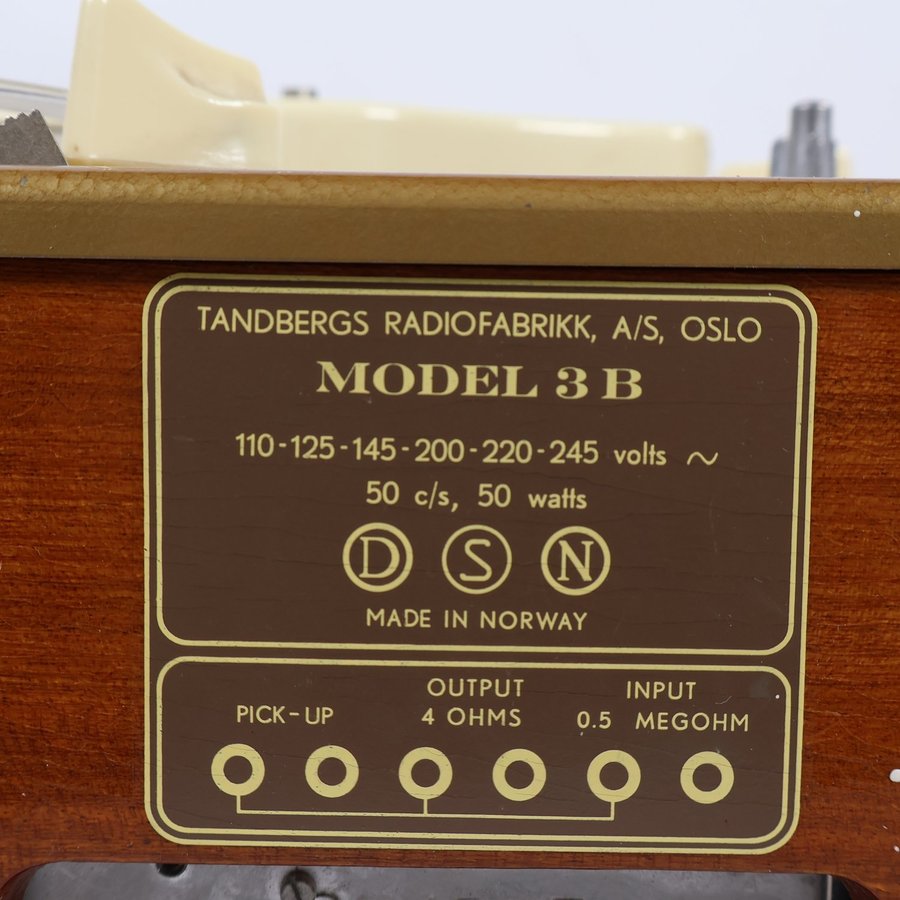 TANDBERGS RADIOFABRIKK, A/S, OSLO
MODEL 3 B
110-125-145-200-220-245 volts ~
50 c/s, 50 watts
D S N
MADE IN NORWAY
PICK-UP
OUTPUT
4 OHMS
INPUT
0.5 MEGOHM